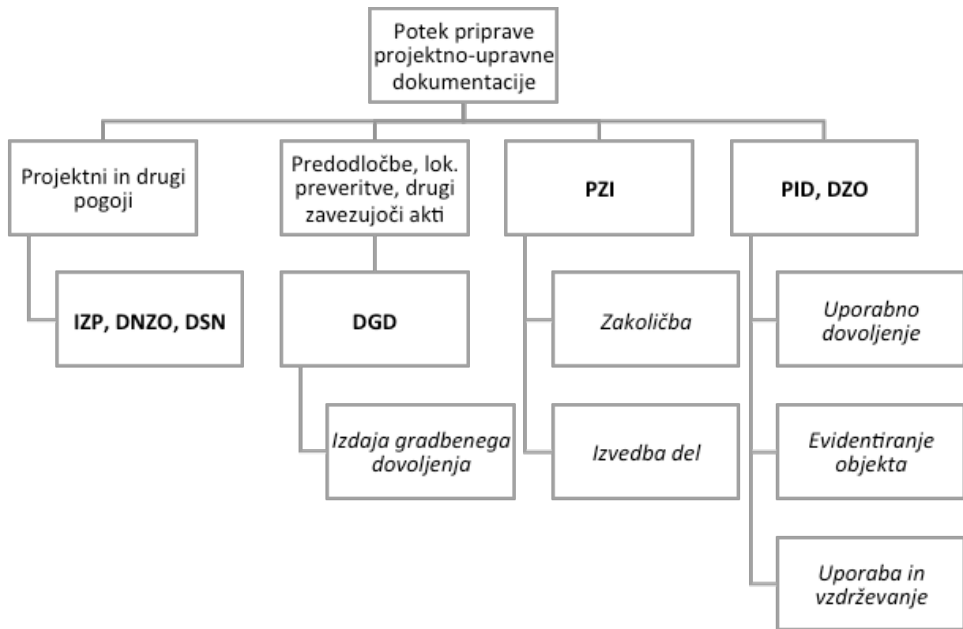 Potek priprave
projektno-upravne
dokumentacije
Projektni in drugi
pogoji
IZP, DNZO, DSN
Predodločbe, lok.
preveritve, drugi
zavezujoči akti
DGD
Izdaja gradbenega
dovoljenja
PZI
Zakoličba
Izvedba del
PID, DZO
Uporabno
dovoljenje
Evidentiranje
objekta
Uporaba in
vzdrževanje